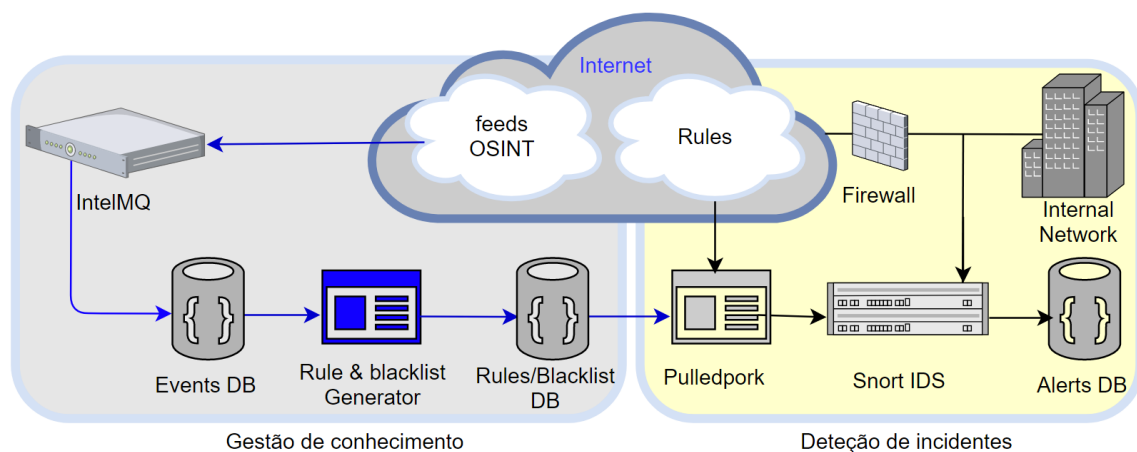 Internet
feeds
OSINT
Rules
IntelMQ
Firewall
Internal
Network
Events DB
Rule & blacklist
Generator
Rules/Blacklist
DB
Pulledpork
Snort IDS
Alerts DB
Gestão de conhecimento
Deteção de incidentes